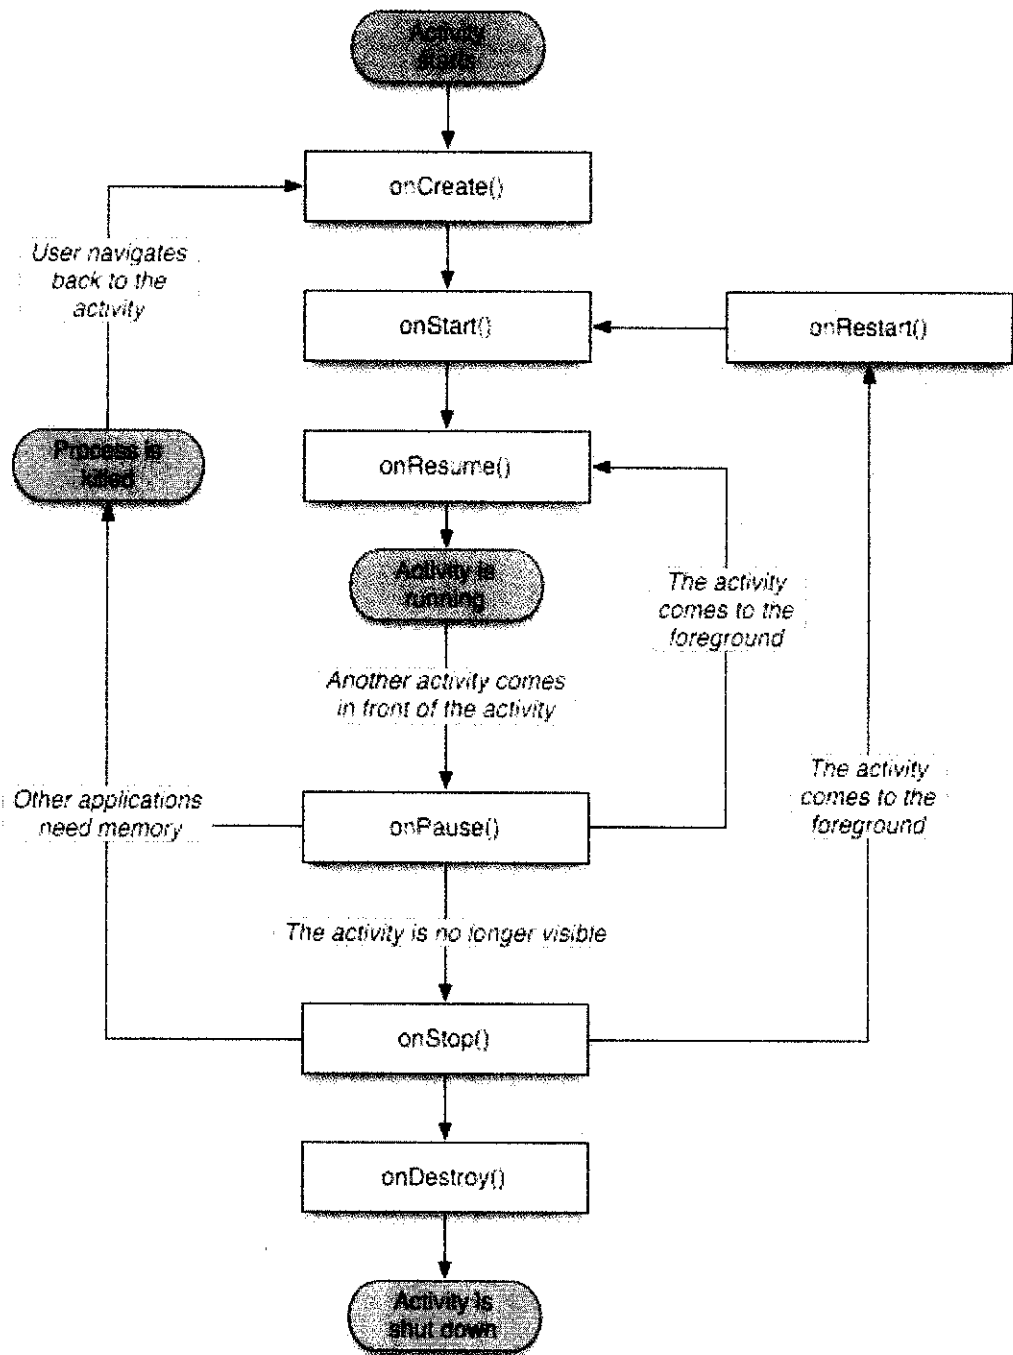 Activity
starts
onCreate()
User navigates
back to the
activity
onStart()
onRestart()
Process is
killed
onResume()
Activity is
running
The activity
comes to the
foreground
Another activity comes
in front of the activity
The activity
comes to the
foreground
Other applications
need memory
onPause()
The activity is no longer visible
onStop()
onDestroy()
Activity is
shut down